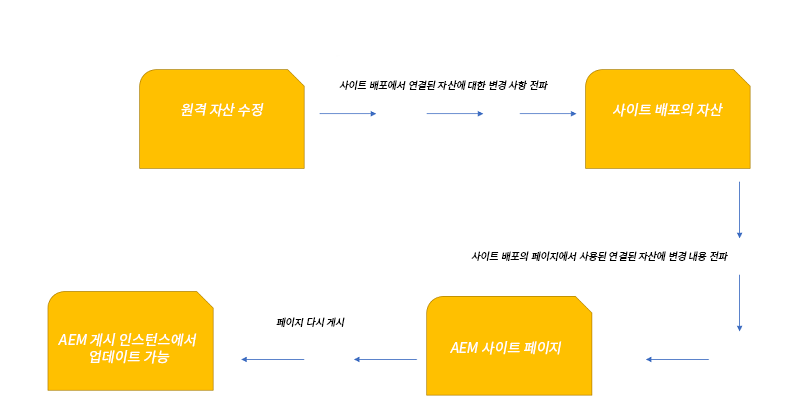 사이트 배포에서 연결된 자산에 대한 변경 사항 전파
원격 자산 수정
사이트 배포의 자산
사이트 배포의 페이지에서 사용된 연결된 자산에 변경 내용 전파
AEM 사이트 페이지
페이지 다시 게시
AEM 게시 인스턴스에서
업데이트 가능